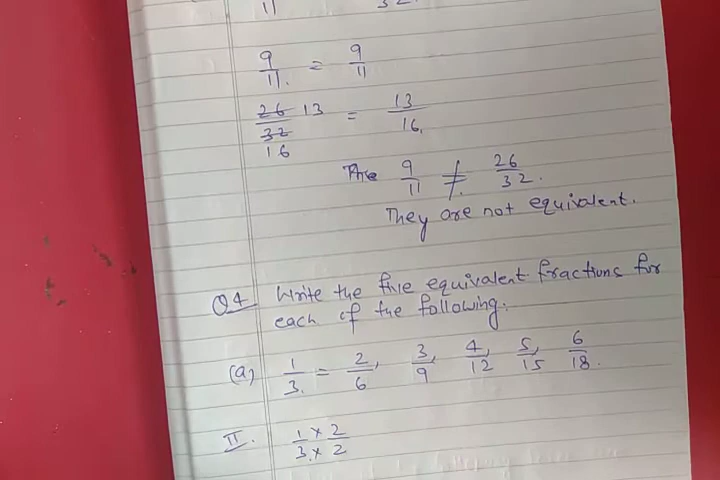 11 32
9/11. = 9/11
26/32 13/16 = 13/16.
The 9/11 ≠ 26/32.
They are not equivalent.
Q4. Write the five equivalent fractions for
each of the following.
(a) 1/3. = 2/6, 3/9, 4/12, 5/15, 6/18.
II. 1/3 × 2/2